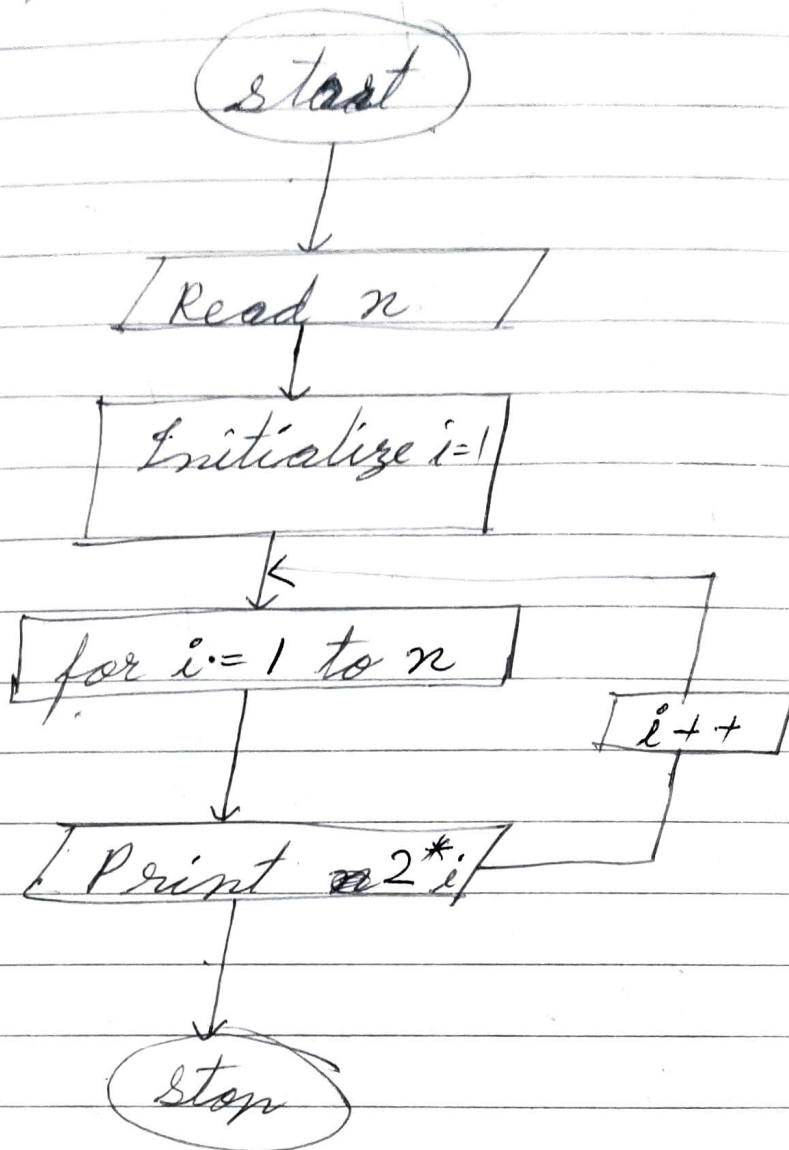 start
Read n
Initialize i=1
for i = 1 to n
i++
Print 2*i
stop